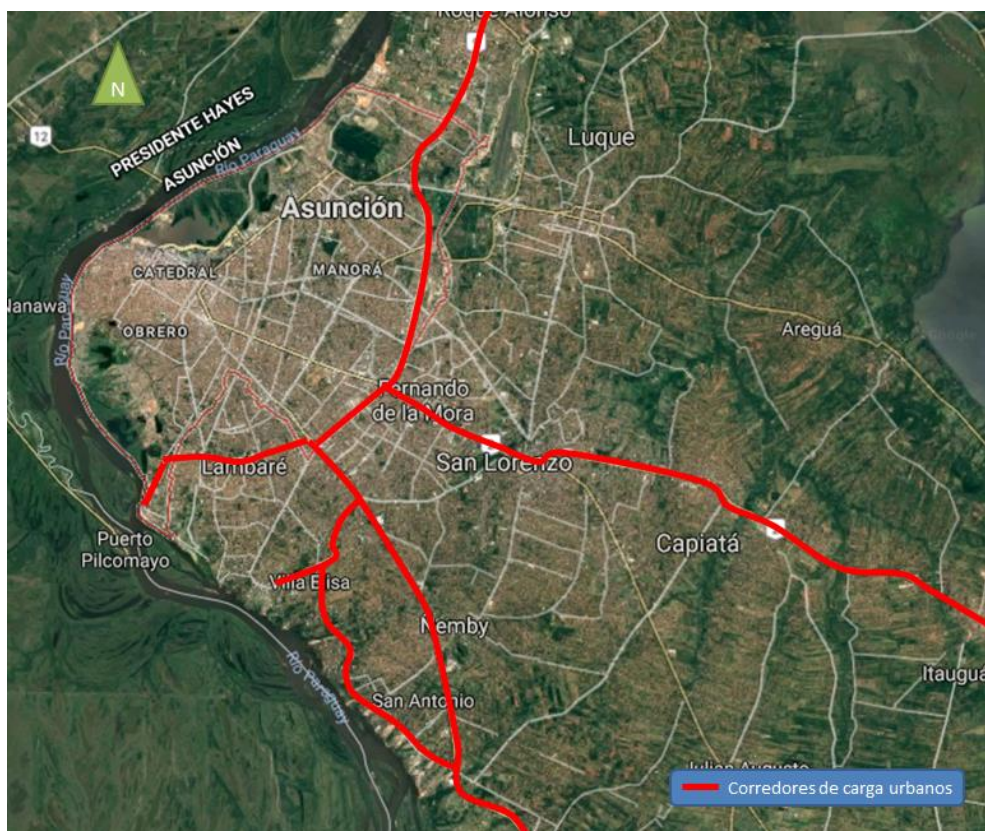 Roque Alonso
N
PRESIDENTE HAYES
ASUNCIÓN
Río Paraguay
12
Luque
Asunción
CATEDRAL
MANORÁ
Nanawa
Río Paraguay
OBRERO
Areguá
Fernando
de la Mora
San Lorenzo
Lambaré
Puerto
Pilcomayo
Capiatá
Villa Elisa
Ñemby
Río Paraguay
San Antonio
Itauguá
Julian Augusto
Corredores de carga urbanos